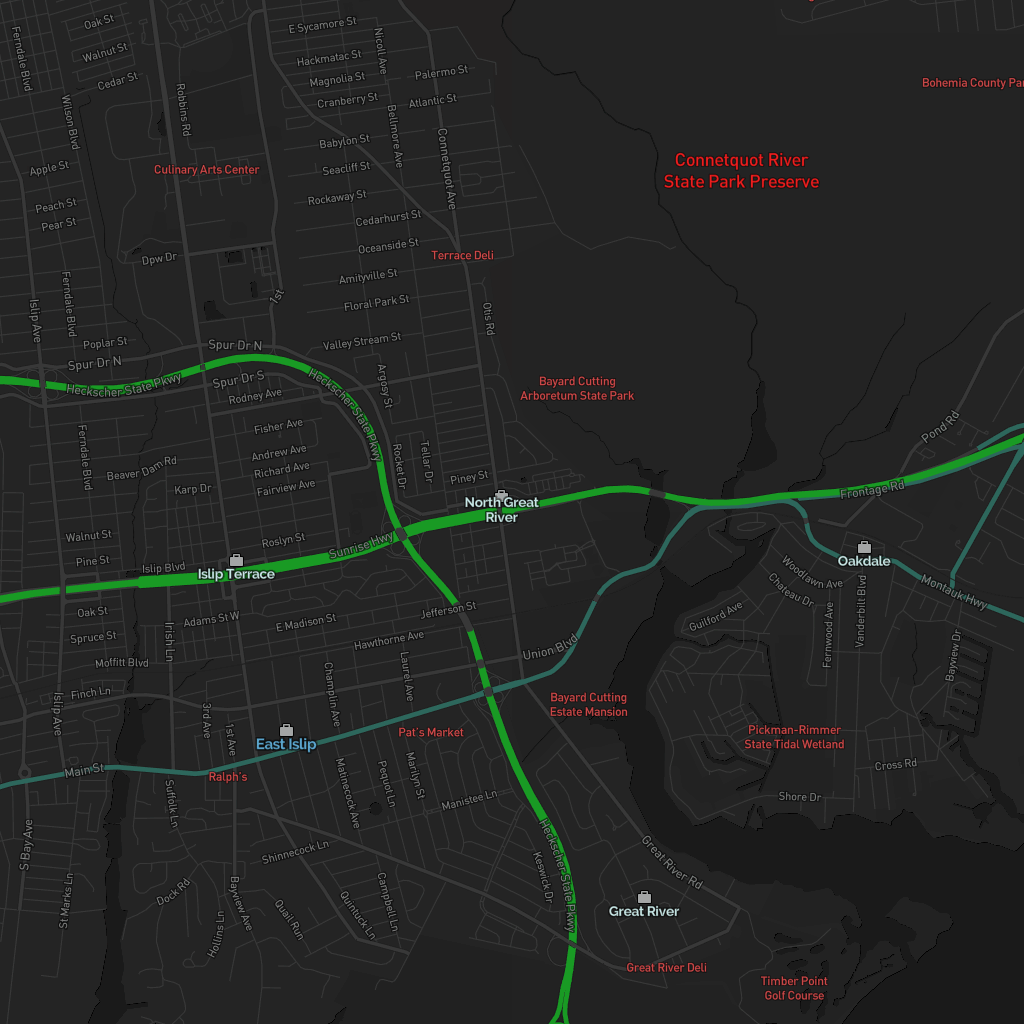 Oak St
E Sycamore St
Ferndale Blvd
Nicoll Ave
Walnut St
Hackmatac St
Cedar St
Magnolia St
Palermo St
Bohemia County Par
Wilson Blvd
Robbins Rd
Cranberry St
Atlantic St
Bellmore Ave
Babylon St
Connetquot Ave
Apple St
Culinary Arts Center
Seacliff St
Connetquot River
State Park Preserve
Peach St
Rockaway St
Pear St
Cedarhurst St
Dpw Dr
Oceanside St
Terrace Deli
Ferndale Blvd
Amityville St
1st
Floral Park St
Islip Ave
Otis Rd
Poplar St
Spur Dr N
Valley Stream St
Spur Dr N
Heckscher State Pkwy
Spur Dr S
Heckscher State Pkwy
Argosy St
Bayard Cutting
Arboretum State Park
Rodney Ave
Fisher Ave
Pond Rd
Ferndale Blvd
Andrew Ave
Beaver Dam Rd
Richard Ave
Rocket Dr
Tellar Dr
Karp Dr
Fairview Ave
Piney St
Frontage Rd
North Great
River
Walnut St
Roslyn St
Sunrise Hwy
Pine St
Islip Blvd
Islip Terrace
Oakdale
Woodlawn Ave
Chateau Dr
Montauk Hwy
Oak St
Adams St W
E Madison St
Jefferson St
Guilford Ave
Fernwood Ave
Vanderbilt Blvd
Spruce St
Irish Ln
Hawthorne Ave
Union Blvd
Bayview Dr
Moffitt Blvd
Laurel Ave
Finch Ln
Champlin Ave
Islip Ave
3rd Ave
1st Ave
Bayard Cutting
Estate Mansion
East Islip
Pat's Market
Pickman-Rimmer
State Tidal Wetland
Main St
Ralph's
Cross Rd
Suffolk Ln
Matinecock Ave
Pequot Ln
Marilyn St
Manistee Ln
Shore Dr
S Bay Ave
Shinnecock Ln
Heckscher State Pkwy
Great River Rd
St Marks Ln
Dock Rd
Bayview Ave
Keswick Dr
Hollins Ln
Quail Run
Quintuck Ln
Campbell Ln
Great River
Great River Deli
Timber Point
Golf Course